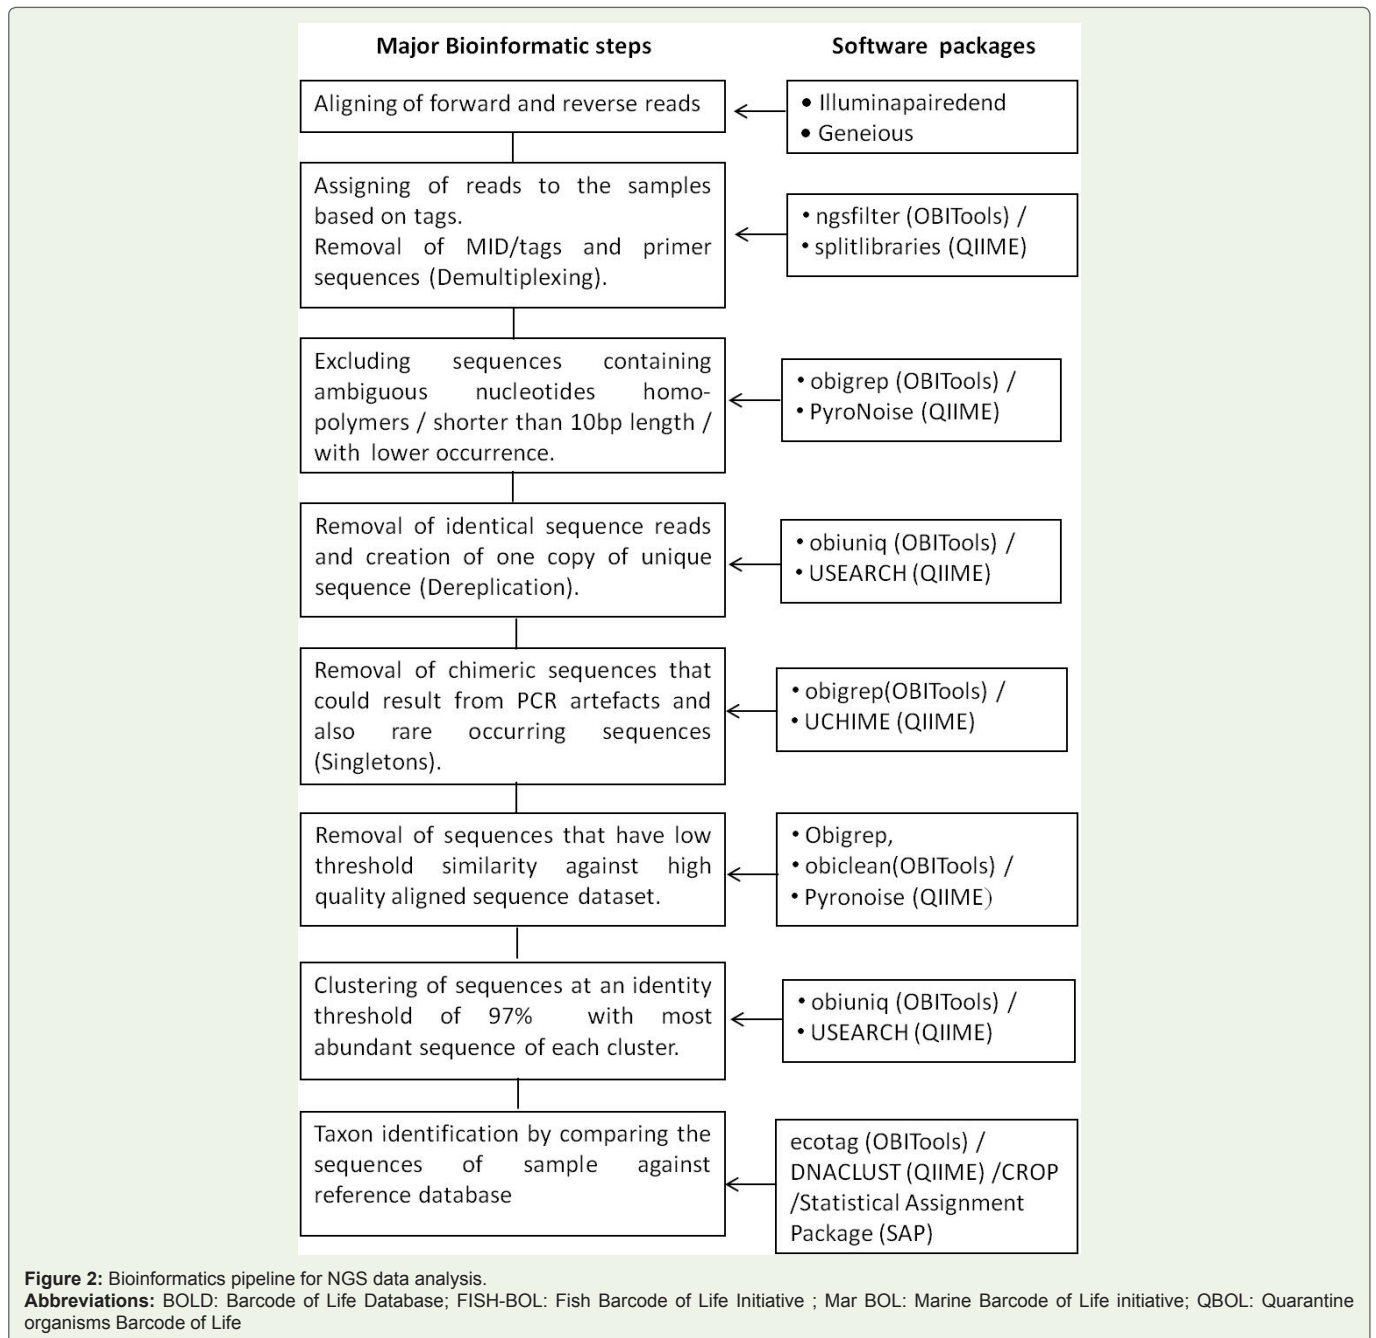 Major Bioinformatic steps
Software packages
Aligning of forward and reverse reads
• Illuminapairedend
• Geneious
Assigning of reads to the samples
based on tags.
Removal of MID/tags and primer
sequences (Demultiplexing).
• ngsfilter (OBITools) /
• splitlibraries (QIIME)
Excluding sequences containing
ambiguous nucleotides homo-
polymers / shorter than 10bp length /
with lower occurrence.
• obigrep (OBITools) /
• PyroNoise (QIIME)
Removal of identical sequence reads
and creation of one copy of unique
sequence (Dereplication).
• obiuniq (OBITools) /
• USEARCH (QIIME)
Removal of chimeric sequences that
could result from PCR artefacts and
also rare occurring sequences
(Singletons).
• obigrep(OBITools) /
• UCHIME (QIIME)
Removal of sequences that have low
threshold similarity against high
quality aligned sequence dataset.
• Obigrep,
• obiclean(OBITools) /
• Pyronoise (QIIME)
Clustering of sequences at an identity
threshold of 97% with most
abundant sequence of each cluster.
• obiuniq (OBITools) /
• USEARCH (QIIME)
Taxon identification by comparing the
sequences of sample against
reference database
ecotag (OBITools) /
DNACLUST (QIIME) /CROP
/Statistical Assignment
Package (SAP)
Figure 2: Bioinformatics pipeline for NGS data analysis.
Abbreviations: BOLD: Barcode of Life Database; FISH-BOL: Fish Barcode of Life Initiative ; Mar BOL: Marine Barcode of Life initiative; QBOL: Quarantine
organisms Barcode of Life